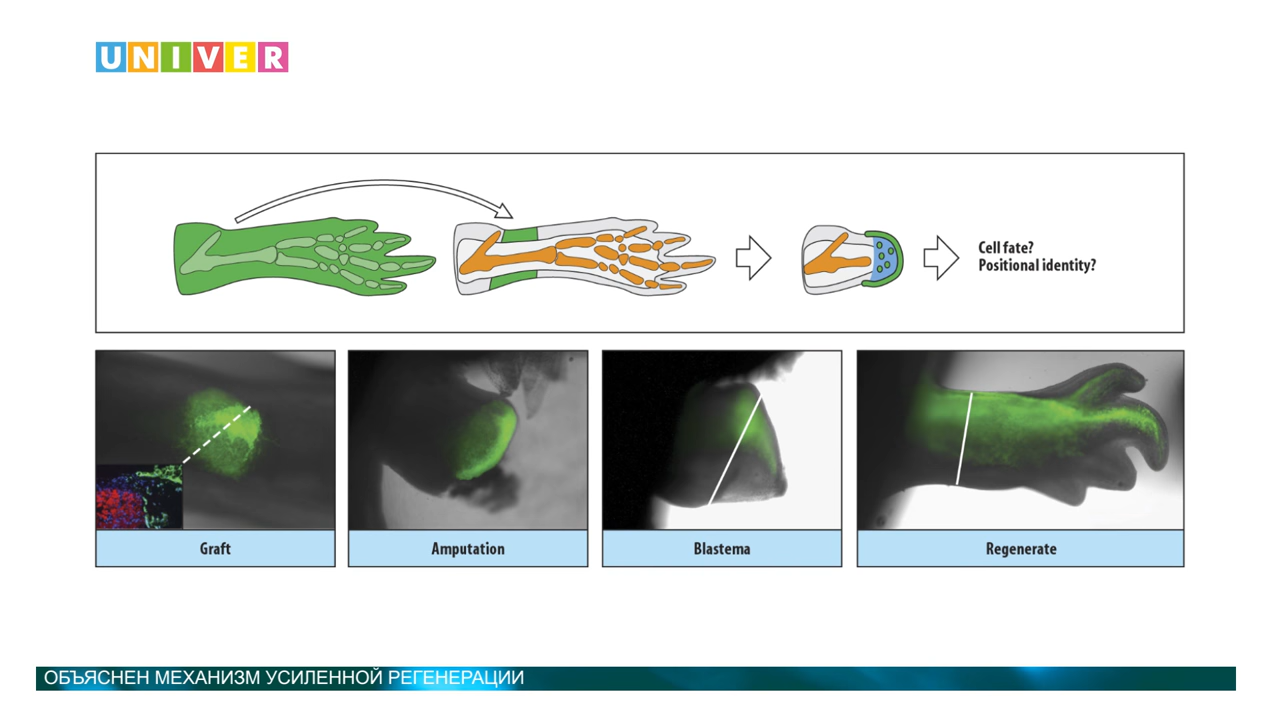 UNIVER
Cell fate?
Positional identity?
Graft
Amputation
Blastema
Regenerate
ОБЪЯСНЕН МЕХАНИЗМ УСИЛЕННОЙ РЕГЕНЕРАЦИИ